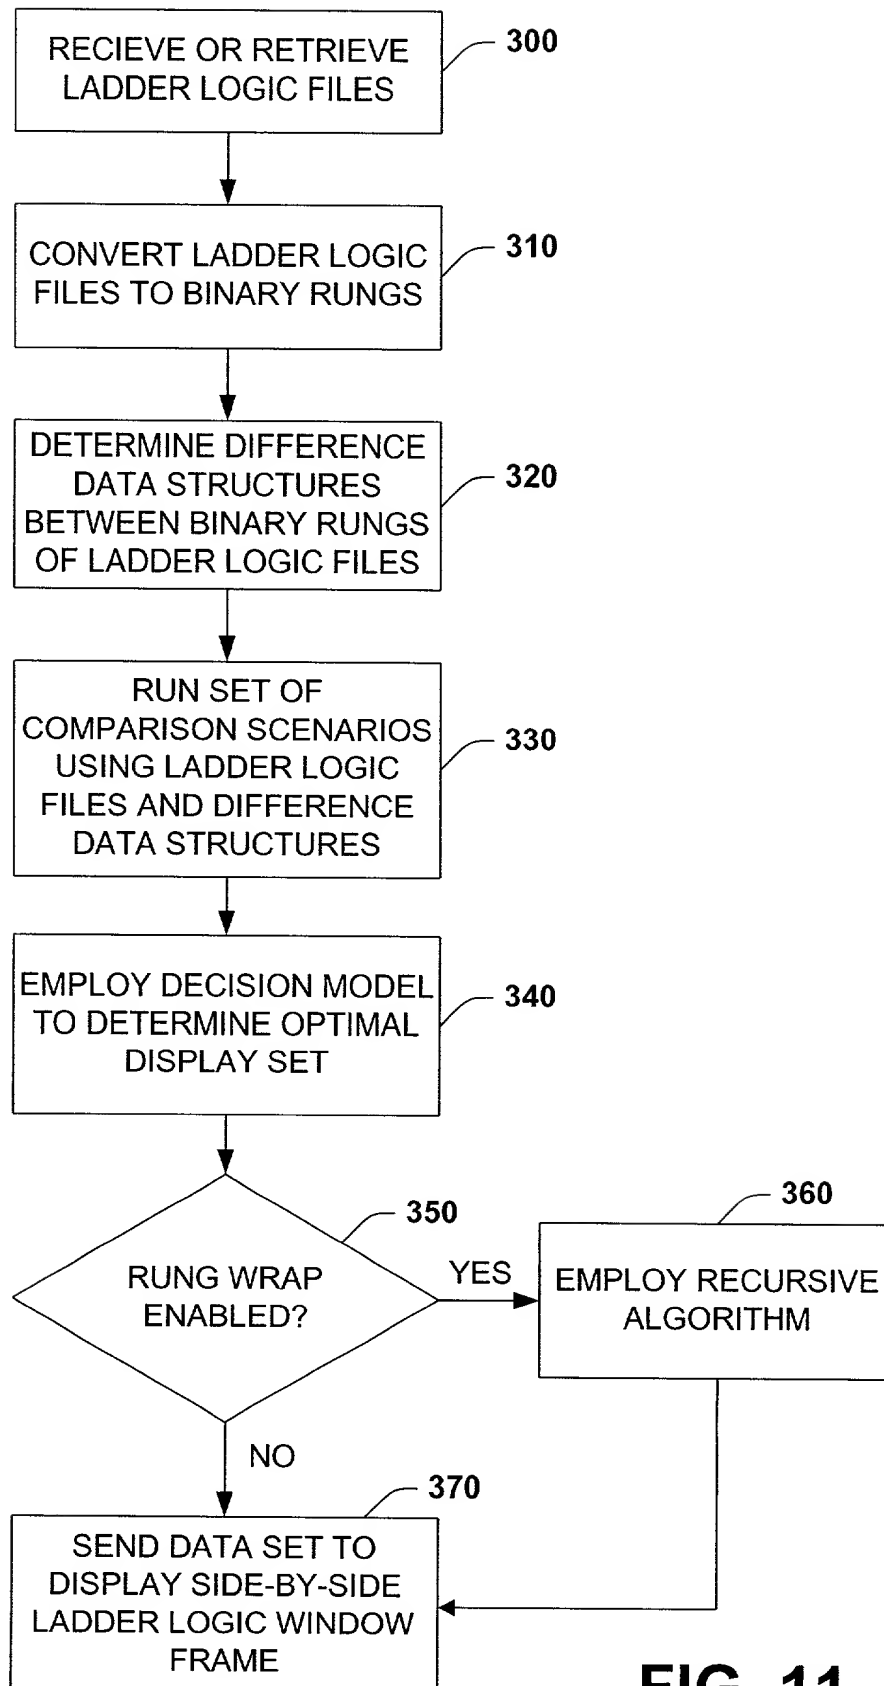 RECIEVE OR RETRIEVE
LADDER LOGIC FILES
300
CONVERT LADDER LOGIC
FILES TO BINARY RUNGS
310
DETERMINE DIFFERENCE
DATA STRUCTURES
BETWEEN BINARY RUNGS
OF LADDER LOGIC FILES
320
RUN SET OF
COMPARISON SCENARIOS
USING LADDER LOGIC
FILES AND DIFFERENCE
DATA STRUCTURES
330
EMPLOY DECISION MODEL
TO DETERMINE OPTIMAL
DISPLAY SET
340
RUNG WRAP
ENABLED?
350
YES
EMPLOY RECURSIVE
ALGORITHM
360
NO
SEND DATA SET TO
DISPLAY SIDE-BY-SIDE
LADDER LOGIC WINDOW
FRAME
370
FIG. 11